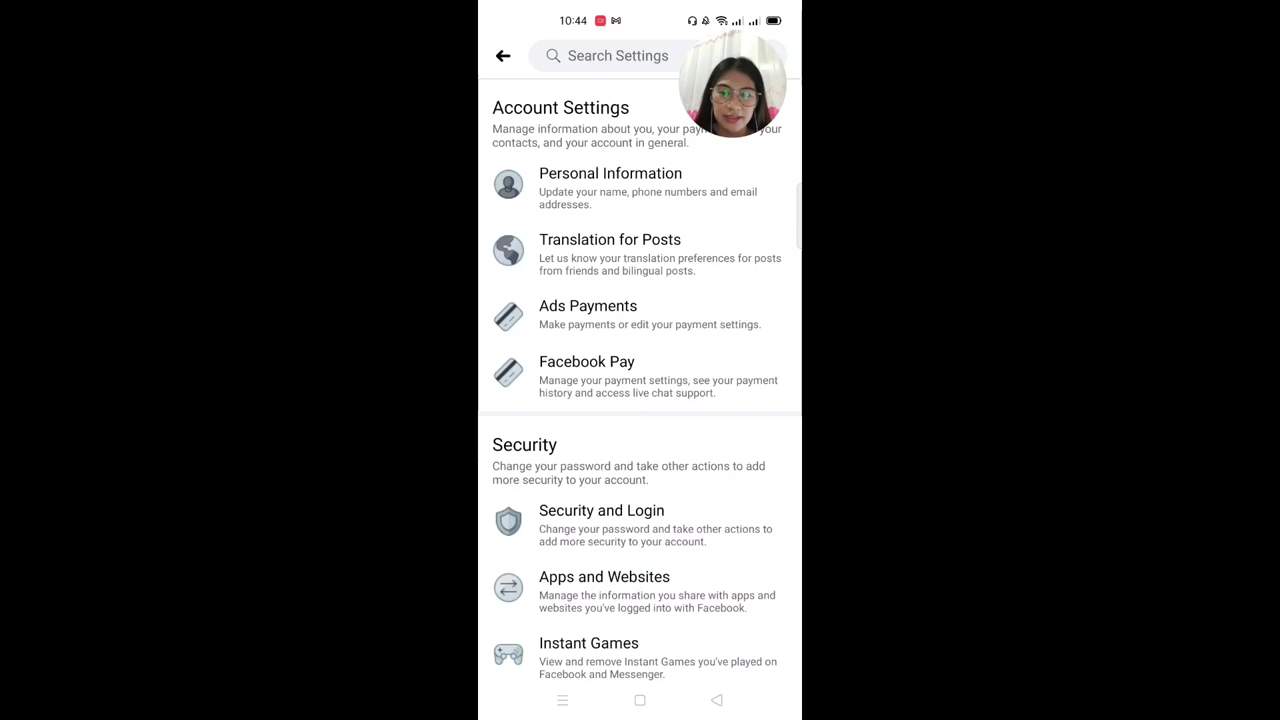 10:44
Search Settings
Account Settings
Manage information about you, your your
contacts, and your account in general.
Personal Information
Update your name, phone numbers and email
addresses.
Translation for Posts
Let us know your translation preferences for posts
from friends and bilingual posts.
Ads Payments
Make payments or edit your payment settings.
Facebook Pay
Manage your payment settings, see your payment
history and access live chat support.
Security
Change your password and take other actions to add
more security to your account.
Security and Login
Change your password and take other actions to
add more security to your account.
Apps and Websites
Manage the information you share with apps and
websites you've logged into with Facebook.
Instant Games
View and remove Instant Games you've played on
Facebook and Messenger.